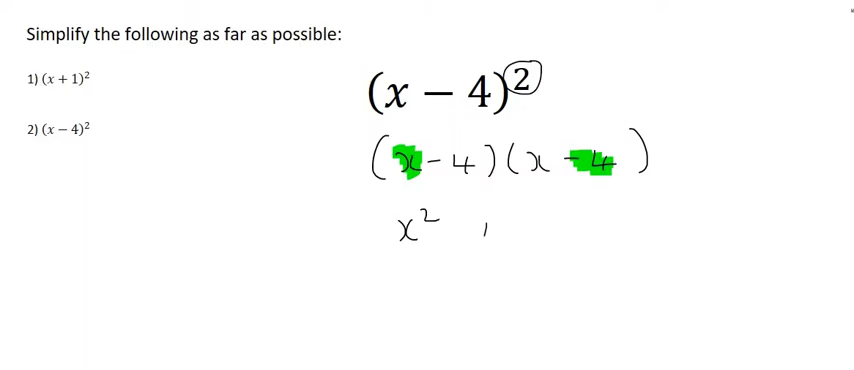 Simplify the following as far as possible:
1) (x + 1)²
2) (x – 4)²
(x – 4)²
(x - 4)(x - 4)
x²